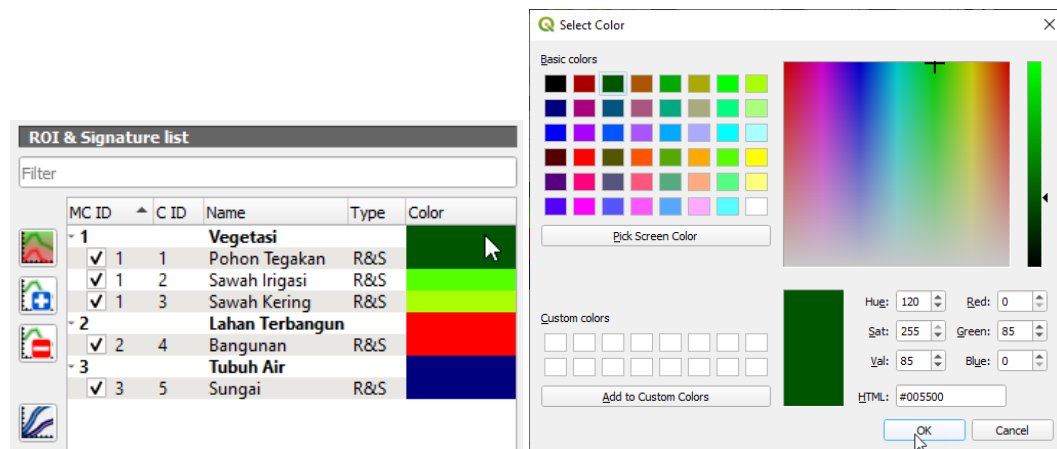 ROI & Signature list
Filter
MC ID C ID Name Type Color
1 Vegetasi
1 1 Pohon Tegakan R&S
1 2 Sawah Irigasi R&S
1 3 Sawah Kering R&S
2 Lahan Terbangun
2 4 Bangunan R&S
3 Tubuh Air
3 5 Sungai R&S
Select Color
Basic colors
Pick Screen Color
Custom colors
Add to Custom Colors
Hue: 120 Red: 0
Sat: 255 Green: 85
Val: 85 Blue: 0
HTML: #005500
OK Cancel